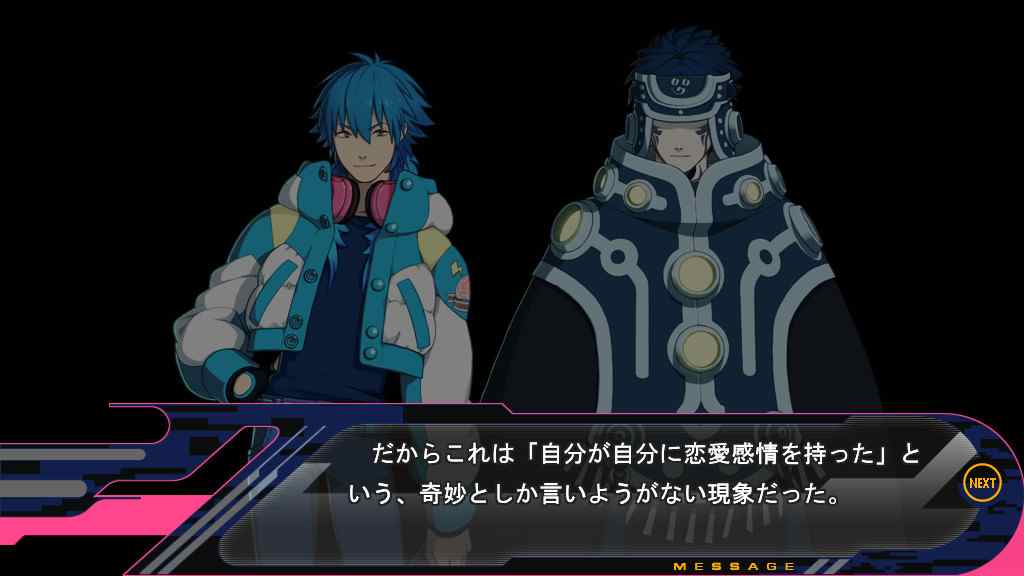 だからこれは「自分が自分に恋愛感情を持った」と
いう、奇妙としか言いようがない現象だった。
NEXT
MESSAGE